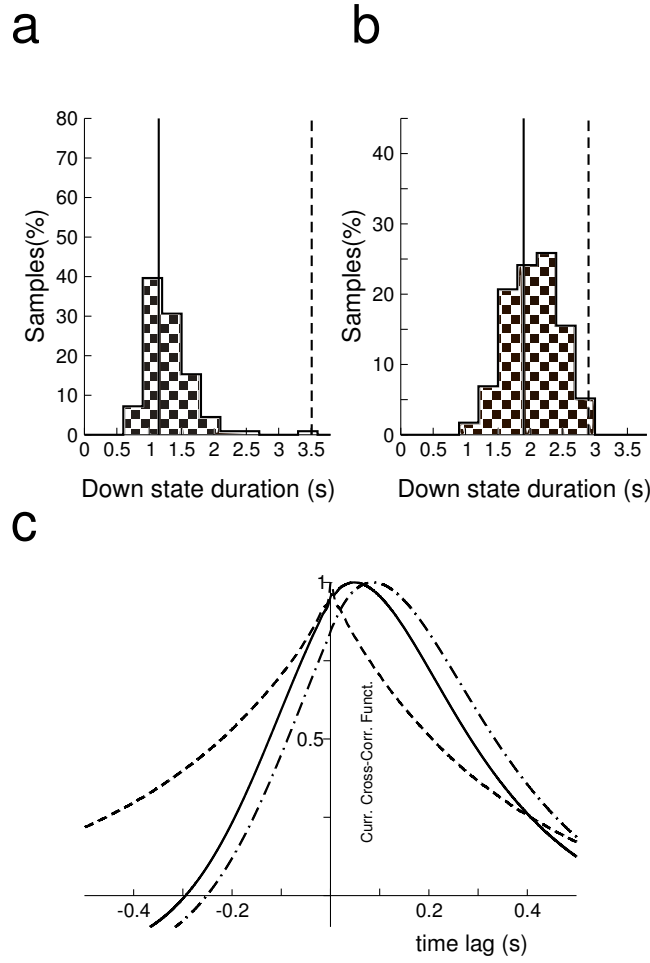 a
b
80
70
60
50
40
30
20
10
0
Samples(%)
0 0.5 1 1.5 2 2.5 3 3.5
Down state duration (s)
40
30
20
10
0
Samples(%)
0 0.5 1 1.5 2 2.5 3 3.5
Down state duration (s)
c
1
0.5
Curr. Cross-Corr. Funct.
-0.4 -0.2 0.2 0.4
time lag (s)